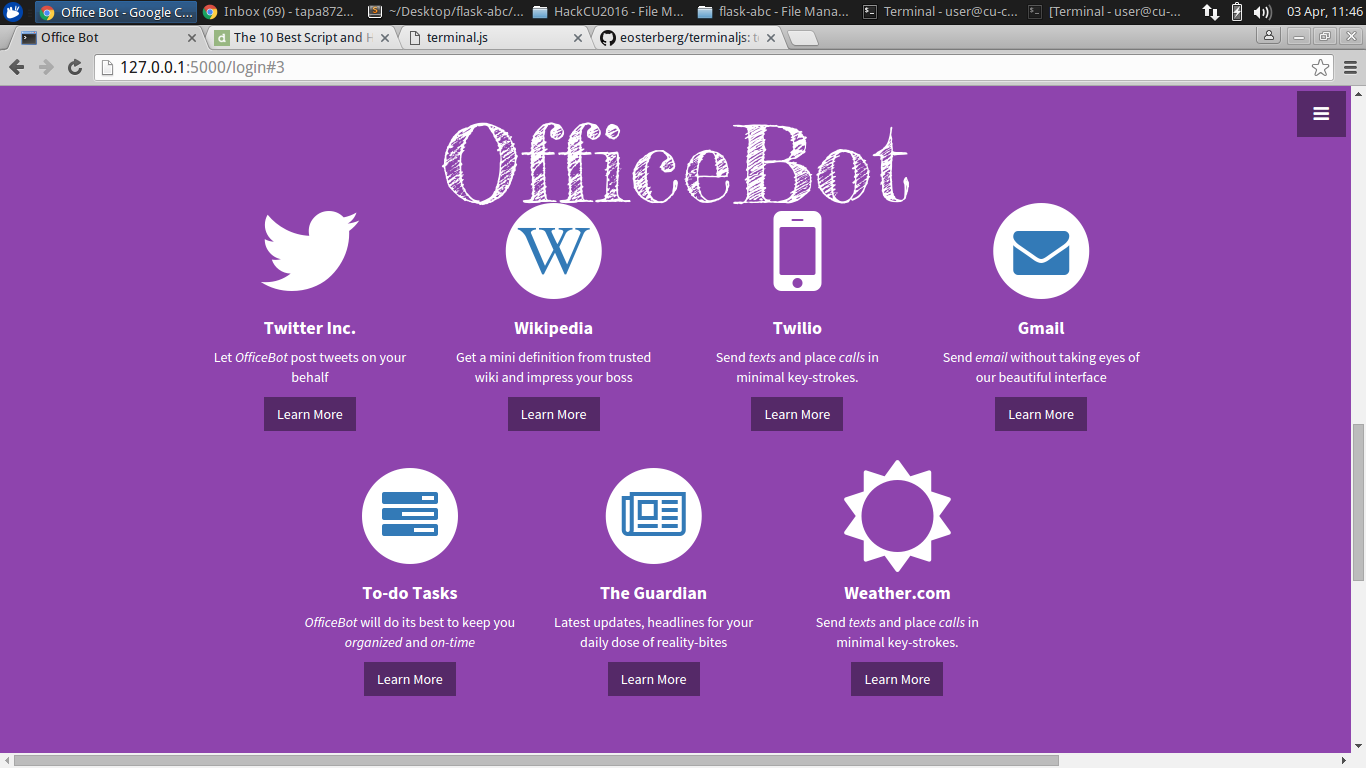 Office Bot - Google C...
Inbox (69) - tapa872...
~/Desktop/flask-abc/...
HackCU2016 - File M...
flask-abc - File Mana...
Terminal - user@cu-c...
[Terminal - user@cu-...
03 Apr, 11:46
Office Bot
The 10 Best Script and H
terminal.js
eosterberg/terminaljs: t
127.0.0.1:5000/login#3
OfficeBot
W
Twitter Inc.
Wikipedia
Twilio
Gmail
Let OfficeBot post tweets on your
behalf
Get a mini definition from trusted
wiki and impress your boss
Send texts and place calls in
minimal key-strokes.
Send email without taking eyes of
our beautiful interface
Learn More
Learn More
Learn More
Learn More
To-do Tasks
The Guardian
Weather.com
OfficeBot will do its best to keep you
organized and on-time
Latest updates, headlines for your
daily dose of reality-bites
Send texts and place calls in
minimal key-strokes.
Learn More
Learn More
Learn More